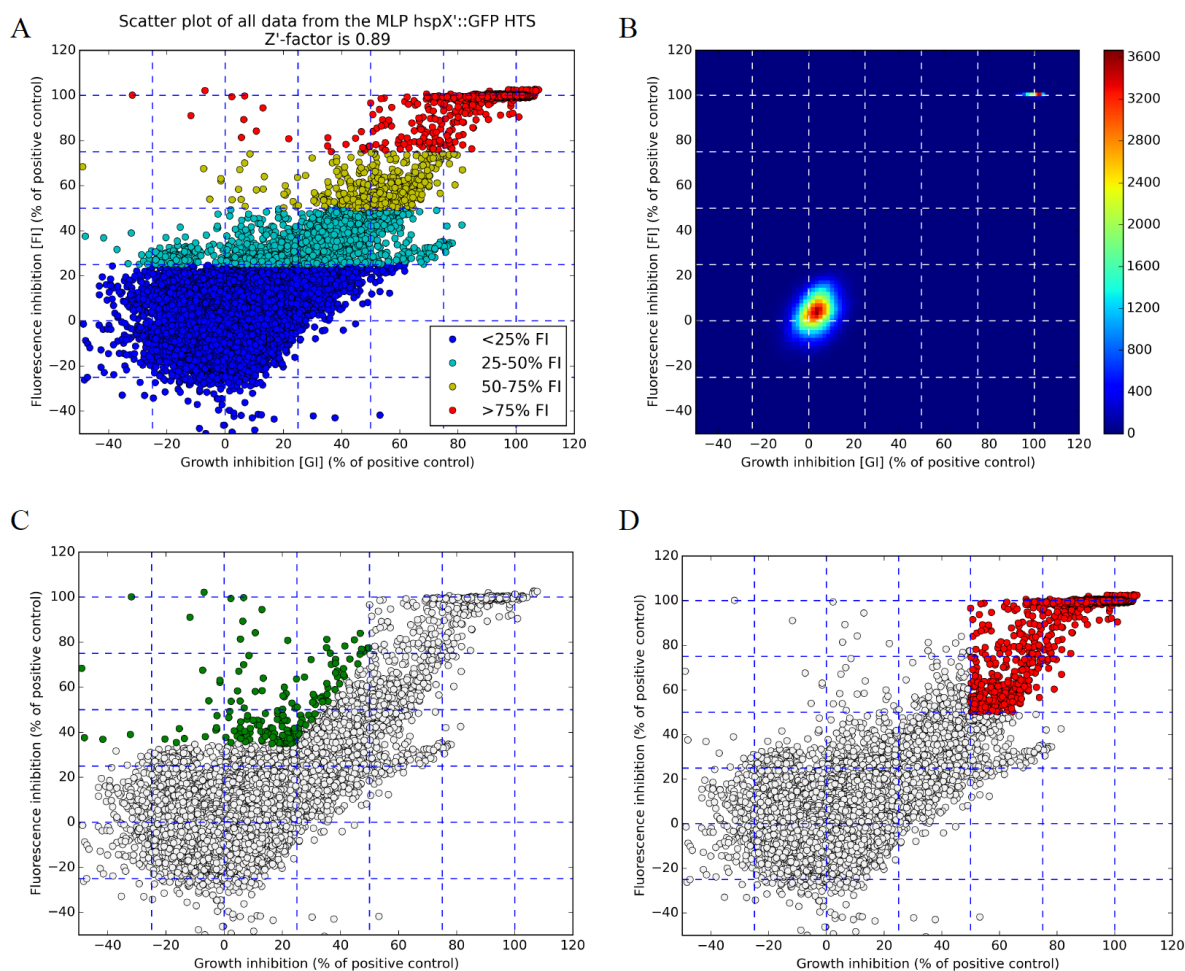 A
Scatter plot of all data from the MLP hspX'::GFP HTS
Z'-factor is 0.89
Fluorescence inhibition [FI] (% of positive control)
120
100
80
60
40
20
0
−20
−40
<25% FI
25-50% FI
50-75% FI
>75% FI
−40 −20 0 20 40 60 80 100 120
Growth inhibition [GI] (% of positive control)
B
Fluorescence inhibition [FI] (% of positive control)
120
100
80
60
40
20
0
−20
−40
−40 −20 0 20 40 60 80 100 120
Growth inhibition [GI] (% of positive control)
3600
3200
2800
2400
2000
1600
1200
800
400
0
C
Fluorescence inhibition (% of positive control)
120
100
80
60
40
20
0
−20
−40
−40 −20 0 20 40 60 80 100 120
Growth inhibition (% of positive control)
D
Fluorescence inhibition (% of positive control)
120
100
80
60
40
20
0
−20
−40
−40 −20 0 20 40 60 80 100 120
Growth inhibition (% of positive control)